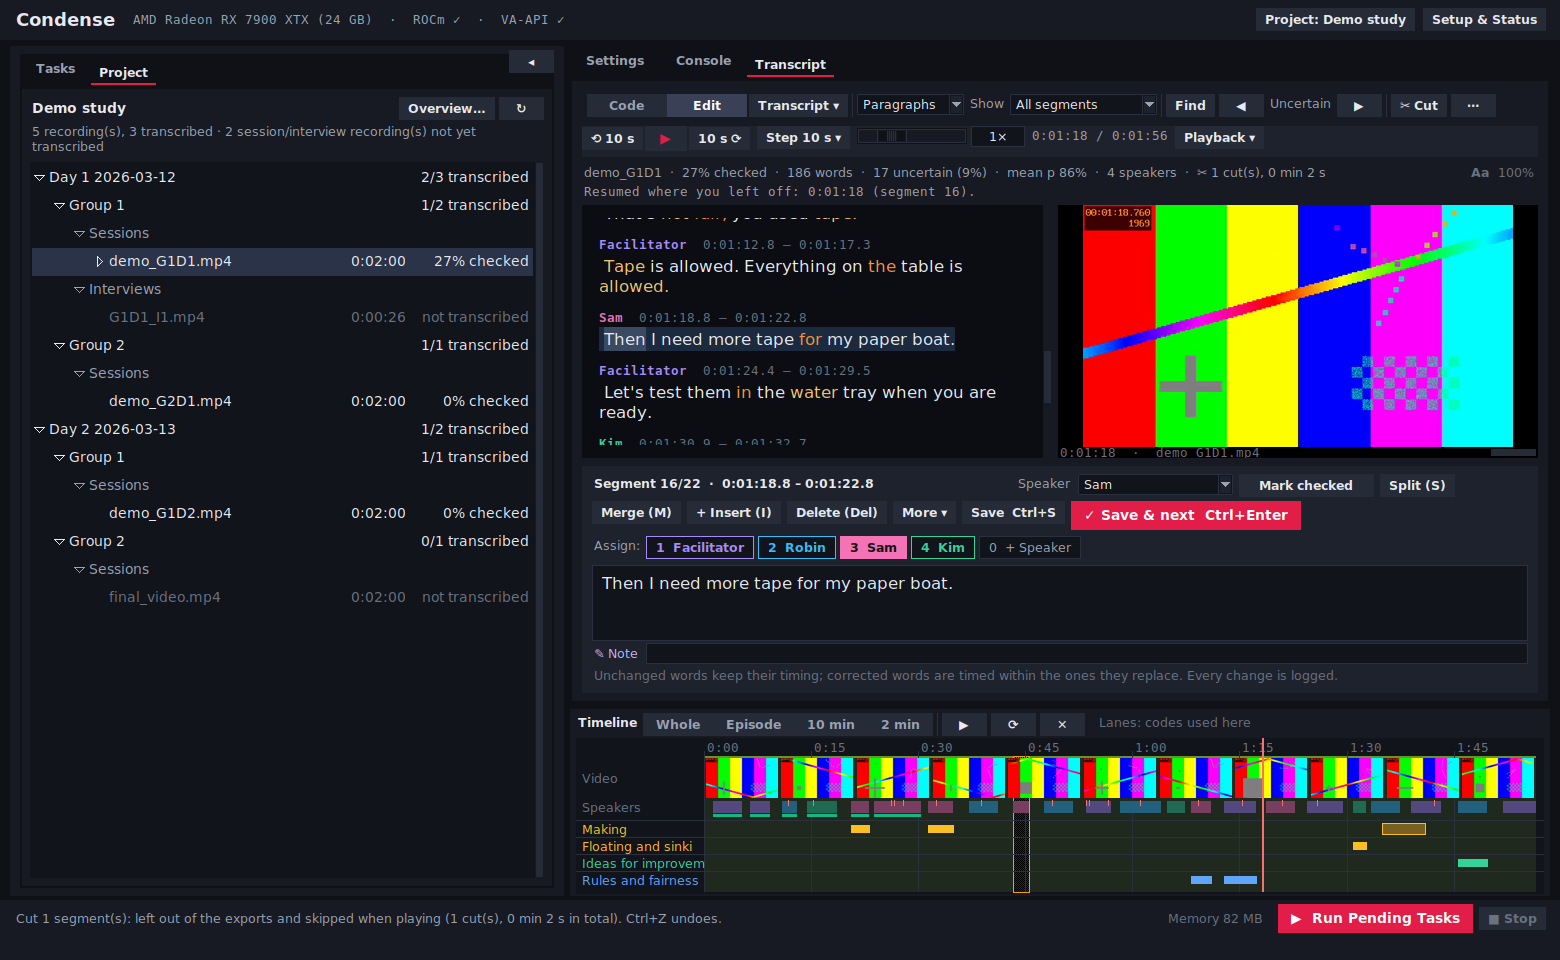 Condense AMD Radeon RX 7900 XTX (24 GB) · ROCm ✓ · VA-API ✓ Project: Demo study Setup & Status
Tasks Project ◂
Demo study Overview... ↻
5 recording(s), 3 transcribed · 2 session/interview recording(s) not yet
transcribed
Day 1 2026-03-12 2/3 transcribed
Group 1 1/2 transcribed
Sessions
demo_G1D1.mp4 0:02:00 27% checked
Interviews
G1D1_I1.mp4 0:00:26 not transcribed
Group 2 1/1 transcribed
Sessions
demo_G2D1.mp4 0:02:00 0% checked
Day 2 2026-03-13 1/2 transcribed
Group 1 1/1 transcribed
Sessions
demo_G1D2.mp4 0:02:00 0% checked
Group 2 0/1 transcribed
Sessions
final_video.mp4 0:02:00 not transcribed
Settings Console Transcript
Code Edit Transcript ▾ Paragraphs Show All segments Find ◀ Uncertain ▶ ✂ Cut ⋯
⟲ 10 s ▶ 10 s ⟳ Step 10 s ▾ 1× 0:01:18 / 0:01:56 Playback ▾
demo_G1D1 · 27% checked · 186 words · 17 uncertain (9%) · mean p 86% · 4 speakers · ✂ 1 cut(s), 0 min 2 s Aa 100%
Resumed where you left off: 0:01:18 (segment 16).
That's not fair, you used tape.
Facilitator 0:01:12.8 – 0:01:17.3
Tape is allowed. Everything on the table is
allowed.
Sam 0:01:18.8 – 0:01:22.8
Then I need more tape for my paper boat.
Facilitator 0:01:24.4 – 0:01:29.5
Let's test them in the water tray when you are
ready.
Kim 0:01:30.9 – 0:01:32.7
00:01:18.760
1969
0:01:18 · demo_G1D1.mp4
Segment 16/22 · 0:01:18.8 – 0:01:22.8 Speaker Sam Mark checked Split (S)
Merge (M) + Insert (I) Delete (Del) More ▾ Save Ctrl+S ✓ Save & next Ctrl+Enter
Assign: 1 Facilitator 2 Robin 3 Sam 4 Kim 0 + Speaker
Then I need more tape for my paper boat.
✎ Note
Unchanged words keep their timing; corrected words are timed within the ones they replace. Every change is logged.
Timeline Whole Episode 10 min 2 min ▶ ⟳ ✕ Lanes: codes used here
0:00 0:15 0:30 0:45 1:00 1:15 1:30 1:45
Video
Speakers
Making
Floating and sinki
Ideas for improvem
Rules and fairness
Cut 1 segment(s): left out of the exports and skipped when playing (1 cut(s), 0 min 2 s in total). Ctrl+Z undoes. Memory 82 MB ▶ Run Pending Tasks ■ Stop